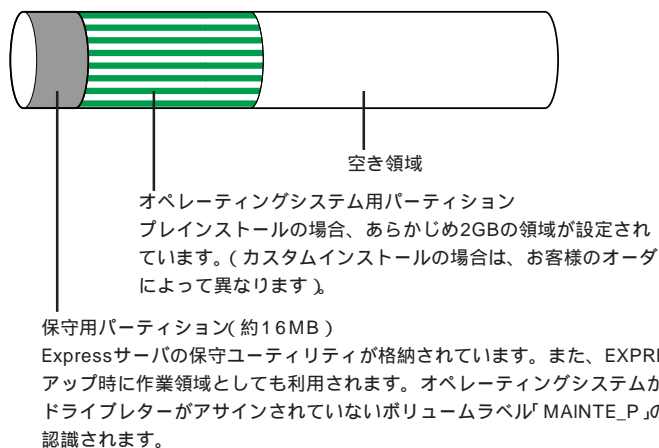 空き領域
オペレーティングシステム用パーティション
プレインストールの場合、あらかじめ2GBの領域が設定され
ています。（カスタムインストールの場合は、お客様のオーダ
によって異なります）。
保守用パーティション（約16MB）
Expressサーバの保守ユーティリティが格納されています。また、EXPRE
アップ時に作業領域としても利用されます。オペレーティングシステムか
ドライブレターがアサインされていないボリュームラベル「MAINTE_P」の
認識されます。